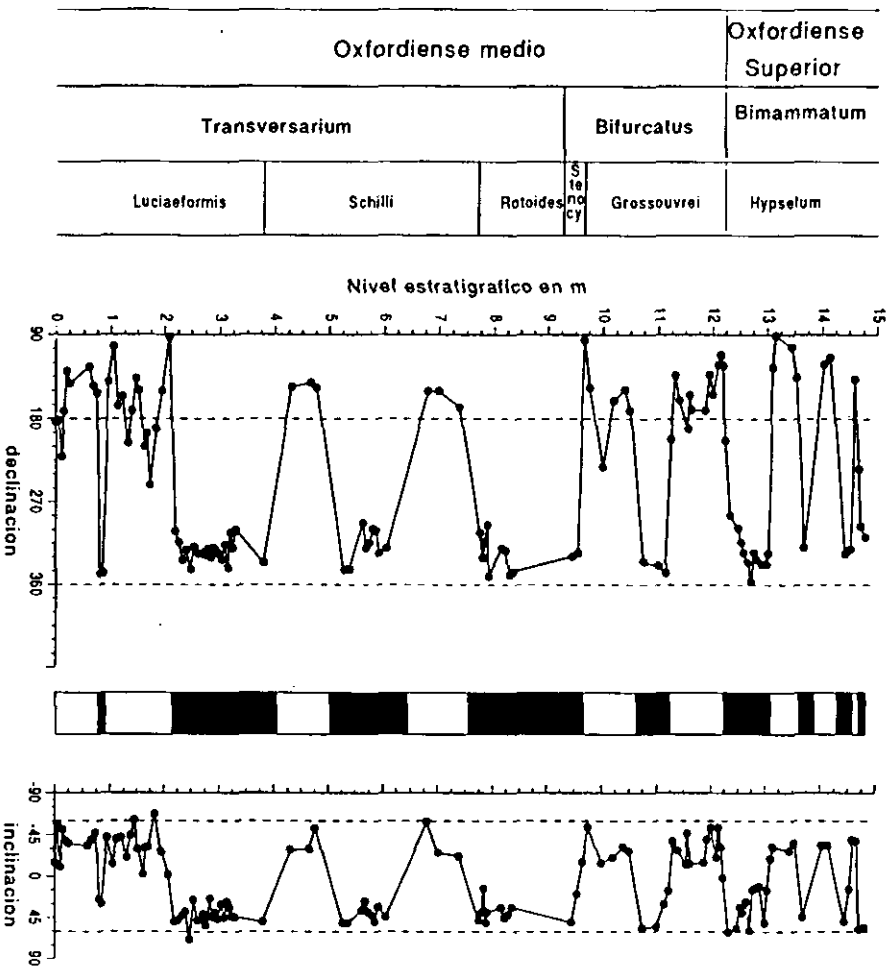 Oxfordiense medio
Oxfordiense
Superior
Transversarium
Bifurcatus
Bimammatum
Luciaeformis
Schilli
Rotoides
S
te
no
cy
Grossouvrei
Hypselum
Nivel estratigrafico en m
0 1 2 3 4 5 6 7 8 9 10 11 12 13 14 15
90
180
270
360
declinacion
-90
45
0
45
90
inclinacion